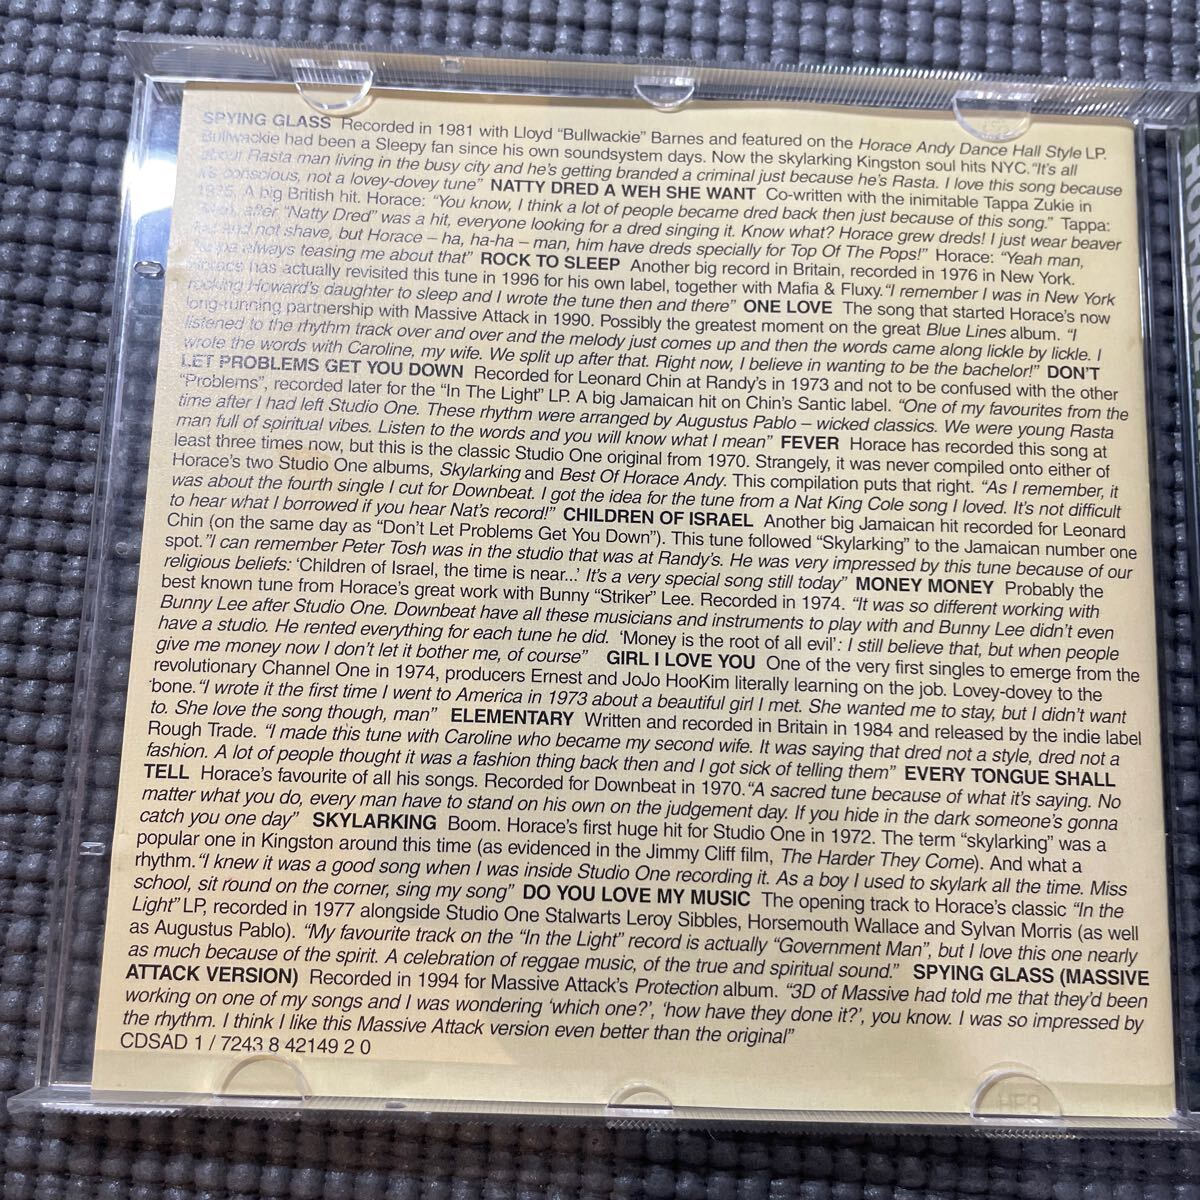 SPYING GLASS Recorded in 1981 with Lloyd "Bullwackie" Barnes and featured on the Horace Andy Dance Hall Style LP.
Bullwackie had been a Sleepy fan since his own soundsystem days. Now the skylarking Kingston soul hits NYC. "It's all
about Rasta man living in the busy city and he's getting branded a criminal just because he's Rasta. I love this song because
it's conscious, not a lovey-dovey tune" NATTY DRED A WEH SHE WANT Co-written with the inimitable Tappa Zukie in
A big British hit. Horace: "You know, I think a lot of people became dred back then just because of this song." Tappa:
after "Natty Dred" was a hit, everyone looking for a dred singing it. Know what? Horace grew dreds! I just wear beaver
and not shave, but Horace – ha, ha-ha – man, him have dreds specially for Top Of The Pops!" Horace: "Yeah man,
always teasing me about that" ROCK TO SLEEP Another big record in Britain, recorded in 1976 in New York.
Horace has actually revisited this tune in 1996 for his own label, together with Mafia & Fluxy. "I remember I was in New York
rocking Howard's daughter to sleep and I wrote the tune then and there" ONE LOVE The song that started Horace's now
long-running partnership with Massive Attack in 1990. Possibly the greatest moment on the great Blue Lines album. "I
listened to the rhythm track over and over and the melody just comes up and then the words came along lickle by lickle. I
wrote the words with Caroline, my wife. We split up after that. Right now, I believe in wanting to be the bachelor!" DON'T
LET PROBLEMS GET YOU DOWN Recorded for Leonard Chin at Randy's in 1973 and not to be confused with the other
"Problems", recorded later for the "In The Light" LP. A big Jamaican hit on Chin's Santic label. "One of my favourites from the
time after I had left Studio One. These rhythm were arranged by Augustus Pablo – wicked classics. We were young Rasta
man full of spiritual vibes. Listen to the words and you will know what I mean" FEVER Horace has recorded this song at
least three times now, but this is the classic Studio One original from 1970. Strangely, it was never compiled onto either of
Horace's two Studio One albums, Skylarking and Best Of Horace Andy. This compilation puts that right. "As I remember, it
was about the fourth single I cut for Downbeat. I got the idea for the tune from a Nat King Cole song I loved. It's not difficult
to hear what I borrowed if you hear Nat's record!" CHILDREN OF ISRAEL Another big Jamaican hit recorded for Leonard
Chin (on the same day as "Don't Let Problems Get You Down"). This tune followed "Skylarking" to the Jamaican number one
spot. "I can remember Peter Tosh was in the studio that was at Randy's. He was very impressed by this tune because of our
religious beliefs: 'Children of Israel, the time is near...' It's a very special song still today" MONEY MONEY Probably the
best known tune from Horace's great work with Bunny "Striker" Lee. Recorded in 1974. "It was so different working with
Bunny Lee after Studio One. Downbeat have all these musicians and instruments to play with and Bunny Lee didn't even
have a studio. He rented everything for each tune he did. 'Money is the root of all evil': I still believe that, but when people
give me money now I don't let it bother me, of course" GIRL I LOVE YOU One of the very first singles to emerge from the
revolutionary Channel One in 1974, producers Ernest and JoJo HooKim literally learning on the job. Lovey-dovey to the
bone. "I wrote it the first time I went to America in 1973 about a beautiful girl I met. She wanted me to stay, but I didn't want
to. She love the song though, man" ELEMENTARY Written and recorded in Britain in 1984 and released by the indie label
Rough Trade. "I made this tune with Caroline who became my second wife. It was saying that dred not a style, dred not a
fashion. A lot of people thought it was a fashion thing back then and I got sick of telling them" EVERY TONGUE SHALL
TELL Horace's favourite of all his songs. Recorded for Downbeat in 1970. "A sacred tune because of what it's saying. No
matter what you do, every man have to stand on his own on the judgement day. If you hide in the dark someone's gonna
catch you one day" SKYLARKING Boom. Horace's first huge hit for Studio One in 1972. The term "skylarking" was a
popular one in Kingston around this time (as evidenced in the Jimmy Cliff film, The Harder They Come). And what a
rhythm. "I knew it was a good song when I was inside Studio One recording it. As a boy I used to skylark all the time. Miss
school, sit round on the corner, sing my song" DO YOU LOVE MY MUSIC The opening track to Horace's classic "In the
Light" LP, recorded in 1977 alongside Studio One Stalwarts Leroy Sibbles, Horsemouth Wallace and Sylvan Morris (as well
as Augustus Pablo). "My favourite track on the "In the Light" record is actually "Government Man", but I love this one nearly
as much because of the spirit. A celebration of reggae music, of the true and spiritual sound." SPYING GLASS (MASSIVE
ATTACK VERSION) Recorded in 1994 for Massive Attack's Protection album. "3D of Massive had told me that they'd been
working on one of my songs and I was wondering 'which one?', 'how have they done it?', you know. I was so impressed by
the rhythm. I think I like this Massive Attack version even better than the original"
CDSAD 1 / 7243 8 42149 2 0